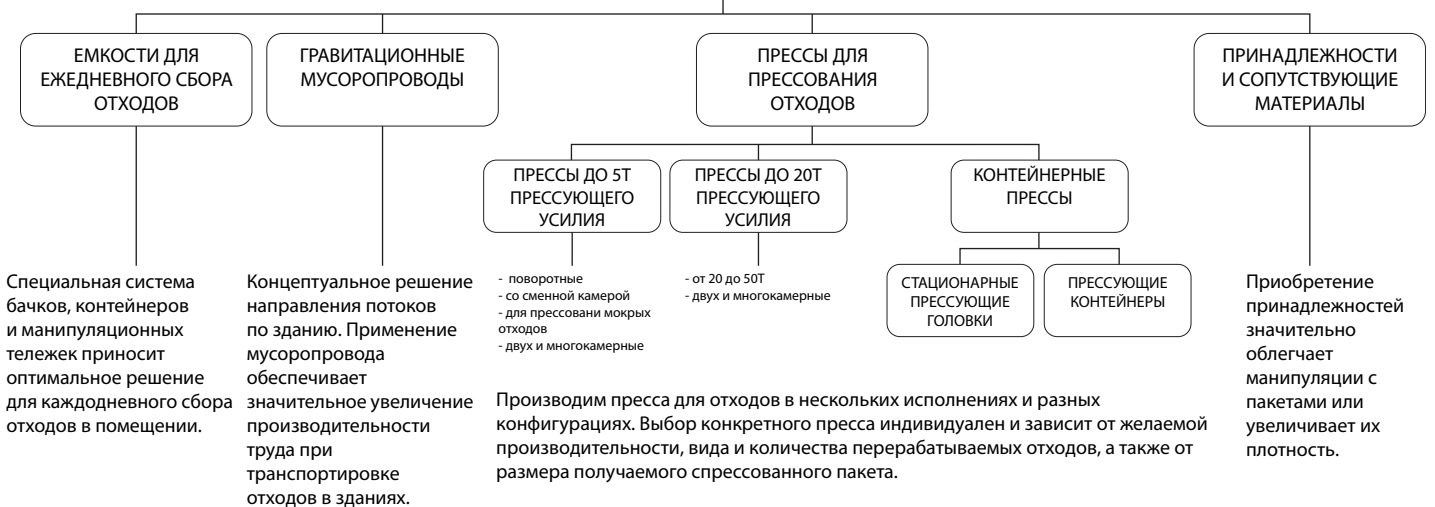 ЕМКОСТИ ДЛЯ
ЕЖЕДНЕВНОГО СБОРА
ОТХОДОВ
ГРАВИТАЦИОННЫЕ
МУСОРОПРОВОДЫ
ПРЕССЫ ДЛЯ
ПРЕССОВАНИЯ
ОТХОДОВ
ПРИНАДЛЕЖНОСТИ
И СОПУТСТВУЮЩИЕ
МАТЕРИАЛЫ
ПРЕССЫ ДО 5Т
ПРЕССУЮЩЕГО
УСИЛИЯ
ПРЕССЫ ДО 20Т
ПРЕССУЮЩЕГО
УСИЛИЯ
КОНТЕЙНЕРНЫЕ
ПРЕССЫ
Специальная система
бачков, контейнеров
и манипуляционных
тележек приносит
оптимальное решение
для каждодневного сбора
отходов в помещении.
Концептуальное решение
направления потоков
по зданию. Применение
мусоропровода
обеспечивает
значительное увеличение
производительности
труда при
транспортировке
отходов в зданиях.
- поворотные
- со сменной камерой
- для прессовани мокрых
отходов
- двух и многокамерные
- от 20 до 50Т
- двух и многокамерные
СТАЦИОНАРНЫЕ
ПРЕССУЮЩИЕ
ГОЛОВКИ
ПРЕССУЮЩИЕ
КОНТЕЙНЕРЫ
Производим пресса для отходов в нескольких исполнениях и разных
конфигурациях. Выбор конкретного пресса индивидуален и зависит от желаемой
производительности, вида и количества перерабатываемых отходов, а также от
размера получаемого спрессованного пакета.
Приобретение
принадлежностей
значительно
облегчает
манипуляции с
пакетами или
увеличивает их
плотность.